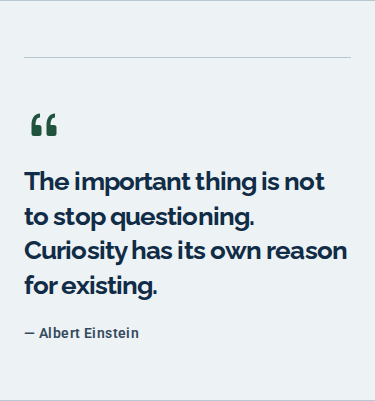 “
The important thing is not
to stop questioning.
Curiosity has its own reason
for existing.
— Albert Einstein